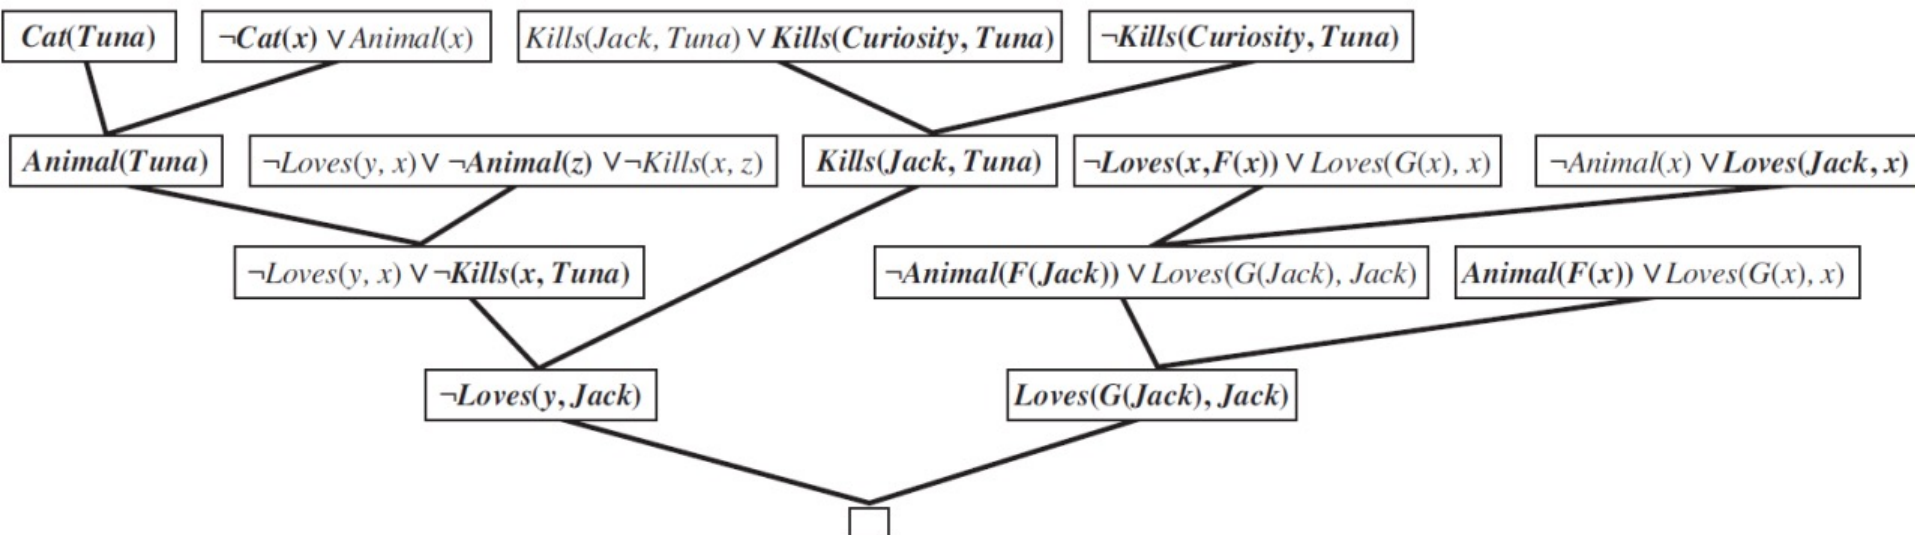 Cat(Tuna) ¬Cat(x) ∨ Animal(x) Kills(Jack, Tuna) ∨ Kills(Curiosity, Tuna) ¬Kills(Curiosity, Tuna)
Animal(Tuna) ¬Loves(y, x) ∨ ¬Animal(z) ∨ ¬Kills(x, z) Kills(Jack, Tuna) ¬Loves(x,F(x)) ∨ Loves(G(x), x) ¬Animal(x) ∨ Loves(Jack, x)
¬Loves(y, x) ∨ ¬Kills(x, Tuna) ¬Animal(F(Jack)) ∨ Loves(G(Jack), Jack) Animal(F(x)) ∨ Loves(G(x), x)
¬Loves(y, Jack) Loves(G(Jack), Jack)